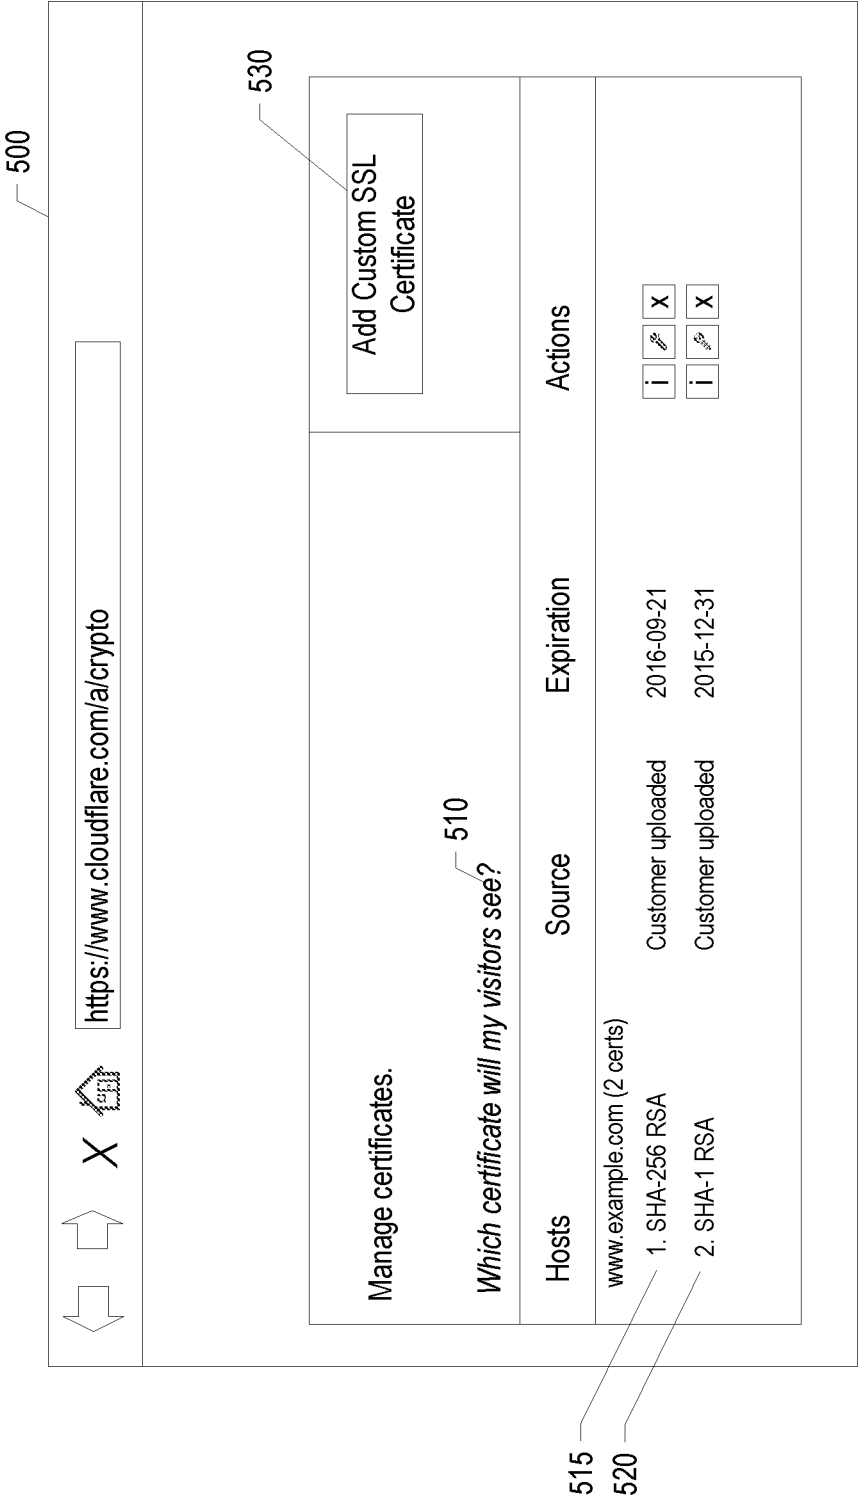 500
X https://www.cloudflare.com/a/crypto
530
Manage certificates.
Add Custom SSL
Certificate
510
Which certificate will my visitors see?
Hosts Source Expiration Actions
www.example.com (2 certs)
515
1. SHA-256 RSA Customer uploaded 2016-09-21 i X
520
2. SHA-1 RSA Customer uploaded 2015-12-31 i X